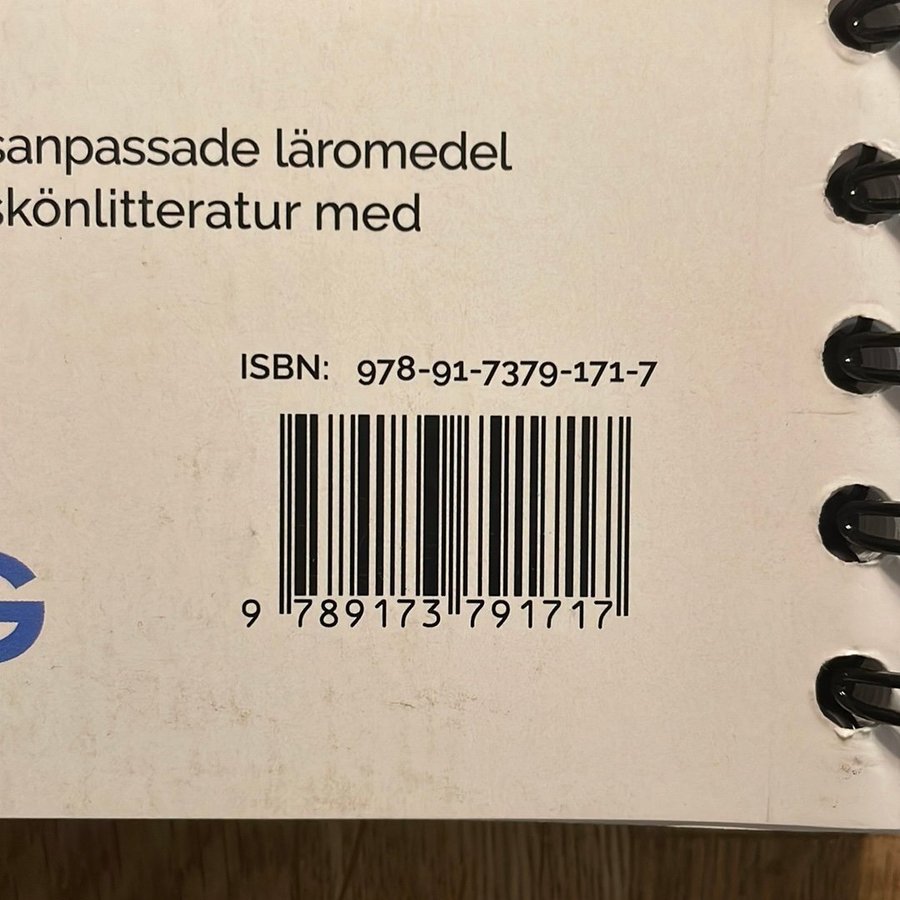 sanpassade läromedel
skönlitteratur med
ISBN: 978-91-7379-171-7
9 789173 791717
G